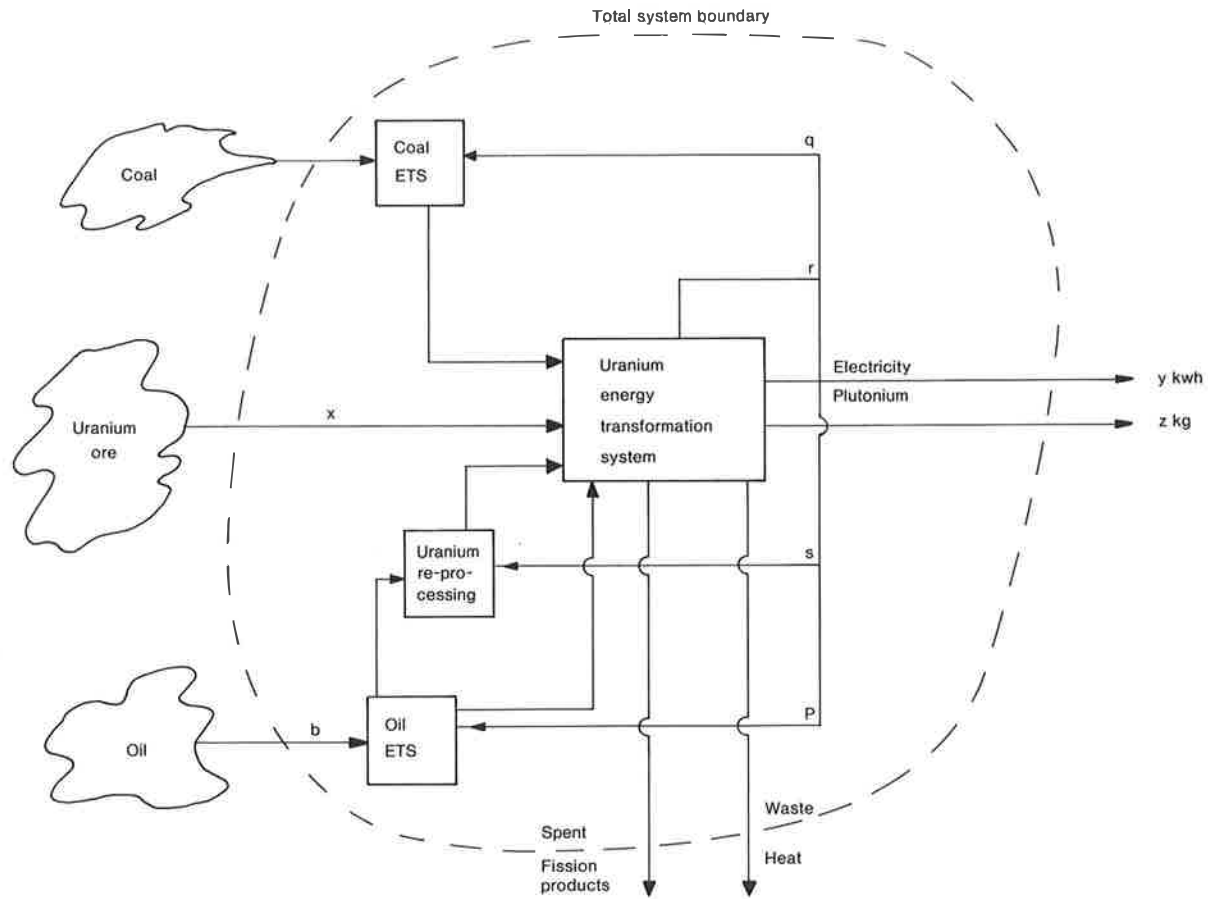 Total system boundary
Coal
ETS
q
Coal
r
Uranium
energy
transformation
system
Electricity
Plutonium
y kwh
z kg
x
Uranium
ore
Uranium
re-pro-
cessing
s
P
b
Oil
ETS
Oil
Waste
Spent
Heat
Fission
products